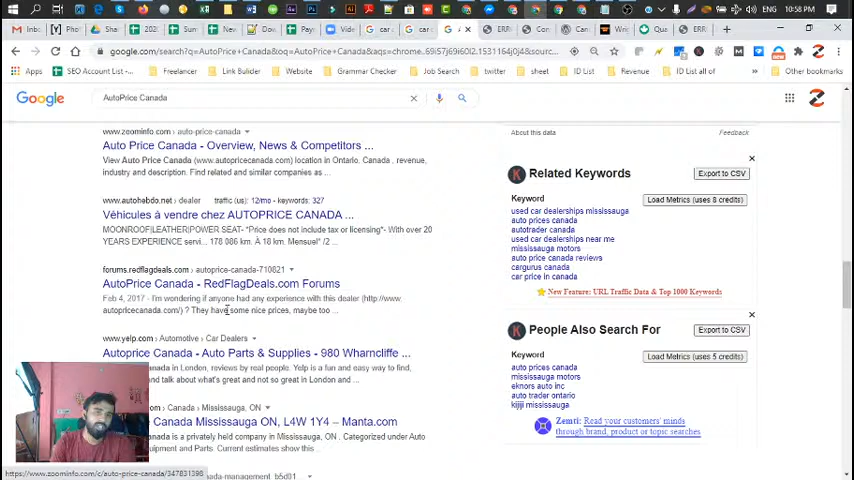 ENG 10:58 PM
google.com/search?q=AutoPrice+Canada&oq=AutoPrice+Canada&aqs=chrome..69i57j69i60l2.1531164j0j4&sourc...
Apps SEO Account List -... Freelancer Link Builder Grammar Checker Job Search twitter sheet ID List Revenue ID List all of Other bookmarks
Google AutoPrice Canada
www.zoominfo.com › auto-price-canada
Auto Price Canada - Overview, News & Competitors ...
View Auto Price Canada (www.autopricecanada.com) location in Ontario, Canada , revenue,
industry and description. Find related and similar companies as ...
www.autohebdo.net › dealer traffic (us): 12/mo - keywords: 327
Véhicules à vendre chez AUTOPRICE CANADA ...
MOONROOF|LEATHER|POWER SEAT- *Price does not include tax or licensing*- With over 20
YEARS EXPERIENCE servi... 178 086 km. À 18 km. Mensuel* /2 ...
forums.redflagdeals.com › autoprice-canada-710821
AutoPrice Canada - RedFlagDeals.com Forums
Feb 4, 2017 - I'm wondering if anyone had any experience with this dealer (http://www
autopricecanada.com/) ? They have some nice prices, maybe too ...
www.yelp.com › Automotive › Car Dealers
Autoprice Canada - Auto Parts & Supplies - 980 Wharncliffe ...
Canada in London, reviews by real people. Yelp is a fun and easy way to find,
and talk about what's great and not so great in London and ...
.com › Canada › Mississauga, ON
Canada Mississauga ON, L4W 1Y4 – Manta.com
Canada is a privately held company in Mississauga, ON. Categorized under Auto
quipment and Parts. Current estimates show this ...
canada-management_b5d01...
https://www.zoominfo.com/c/auto-price-canada/347831398
About this data Feedback
Related Keywords Export to CSV
Keyword Load Metrics (uses 8 credits)
used car dealerships mississauga
auto prices canada
autotrader canada
used car dealerships near me
mississauga motors
auto price canada reviews
cargurus canada
car price in canada
New Feature: URL Traffic Data & Top 1000 Keywords
People Also Search For Export to CSV
Keyword Load Metrics (uses 5 credits)
auto prices canada
mississauga motors
eknors auto inc
auto trader ontario
kijiji mississauga
Zemri: Read your customers' minds
through brand, product or topic searches